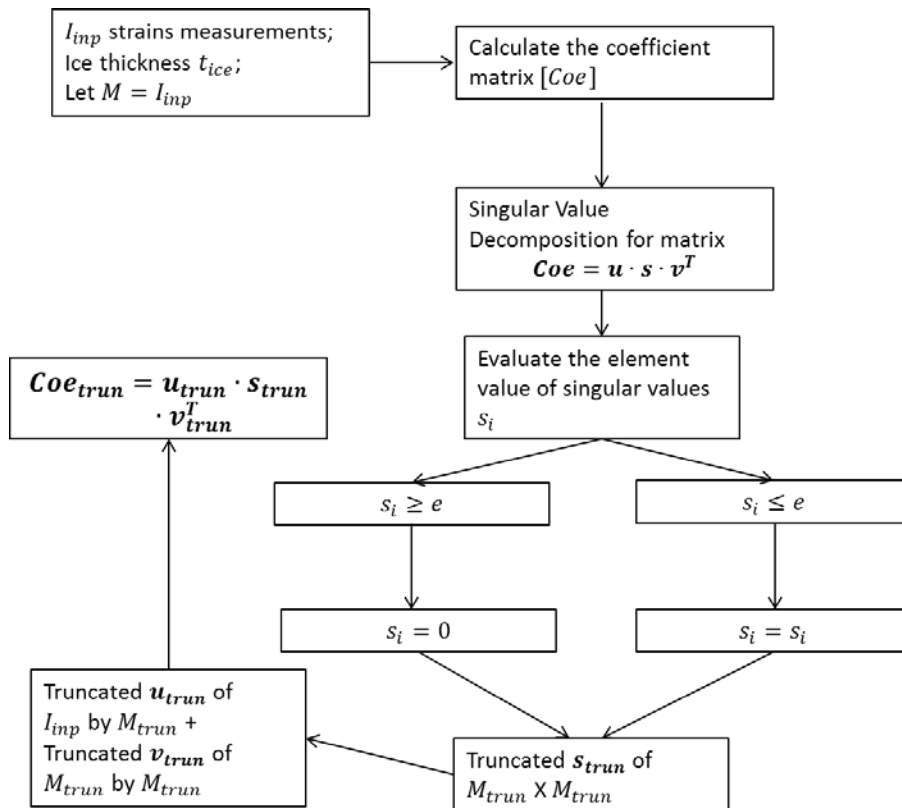 I_inp strains measurements;
Ice thickness t_ice;
Let M = I_inp
Calculate the coefficient
matrix [Coe]
Singular Value
Decomposition for matrix
Coe = u · s · v^T
Evaluate the element
value of singular values
s_i
s_i ≥ e
s_i ≤ e
s_i = 0
s_i = s_i
Truncated s_trun of
M_trun X M_trun
Truncated u_trun of
I_inp by M_trun +
Truncated v_trun of
M_trun by M_trun
Coe_trun = u_trun · s_trun
· v_trun^T